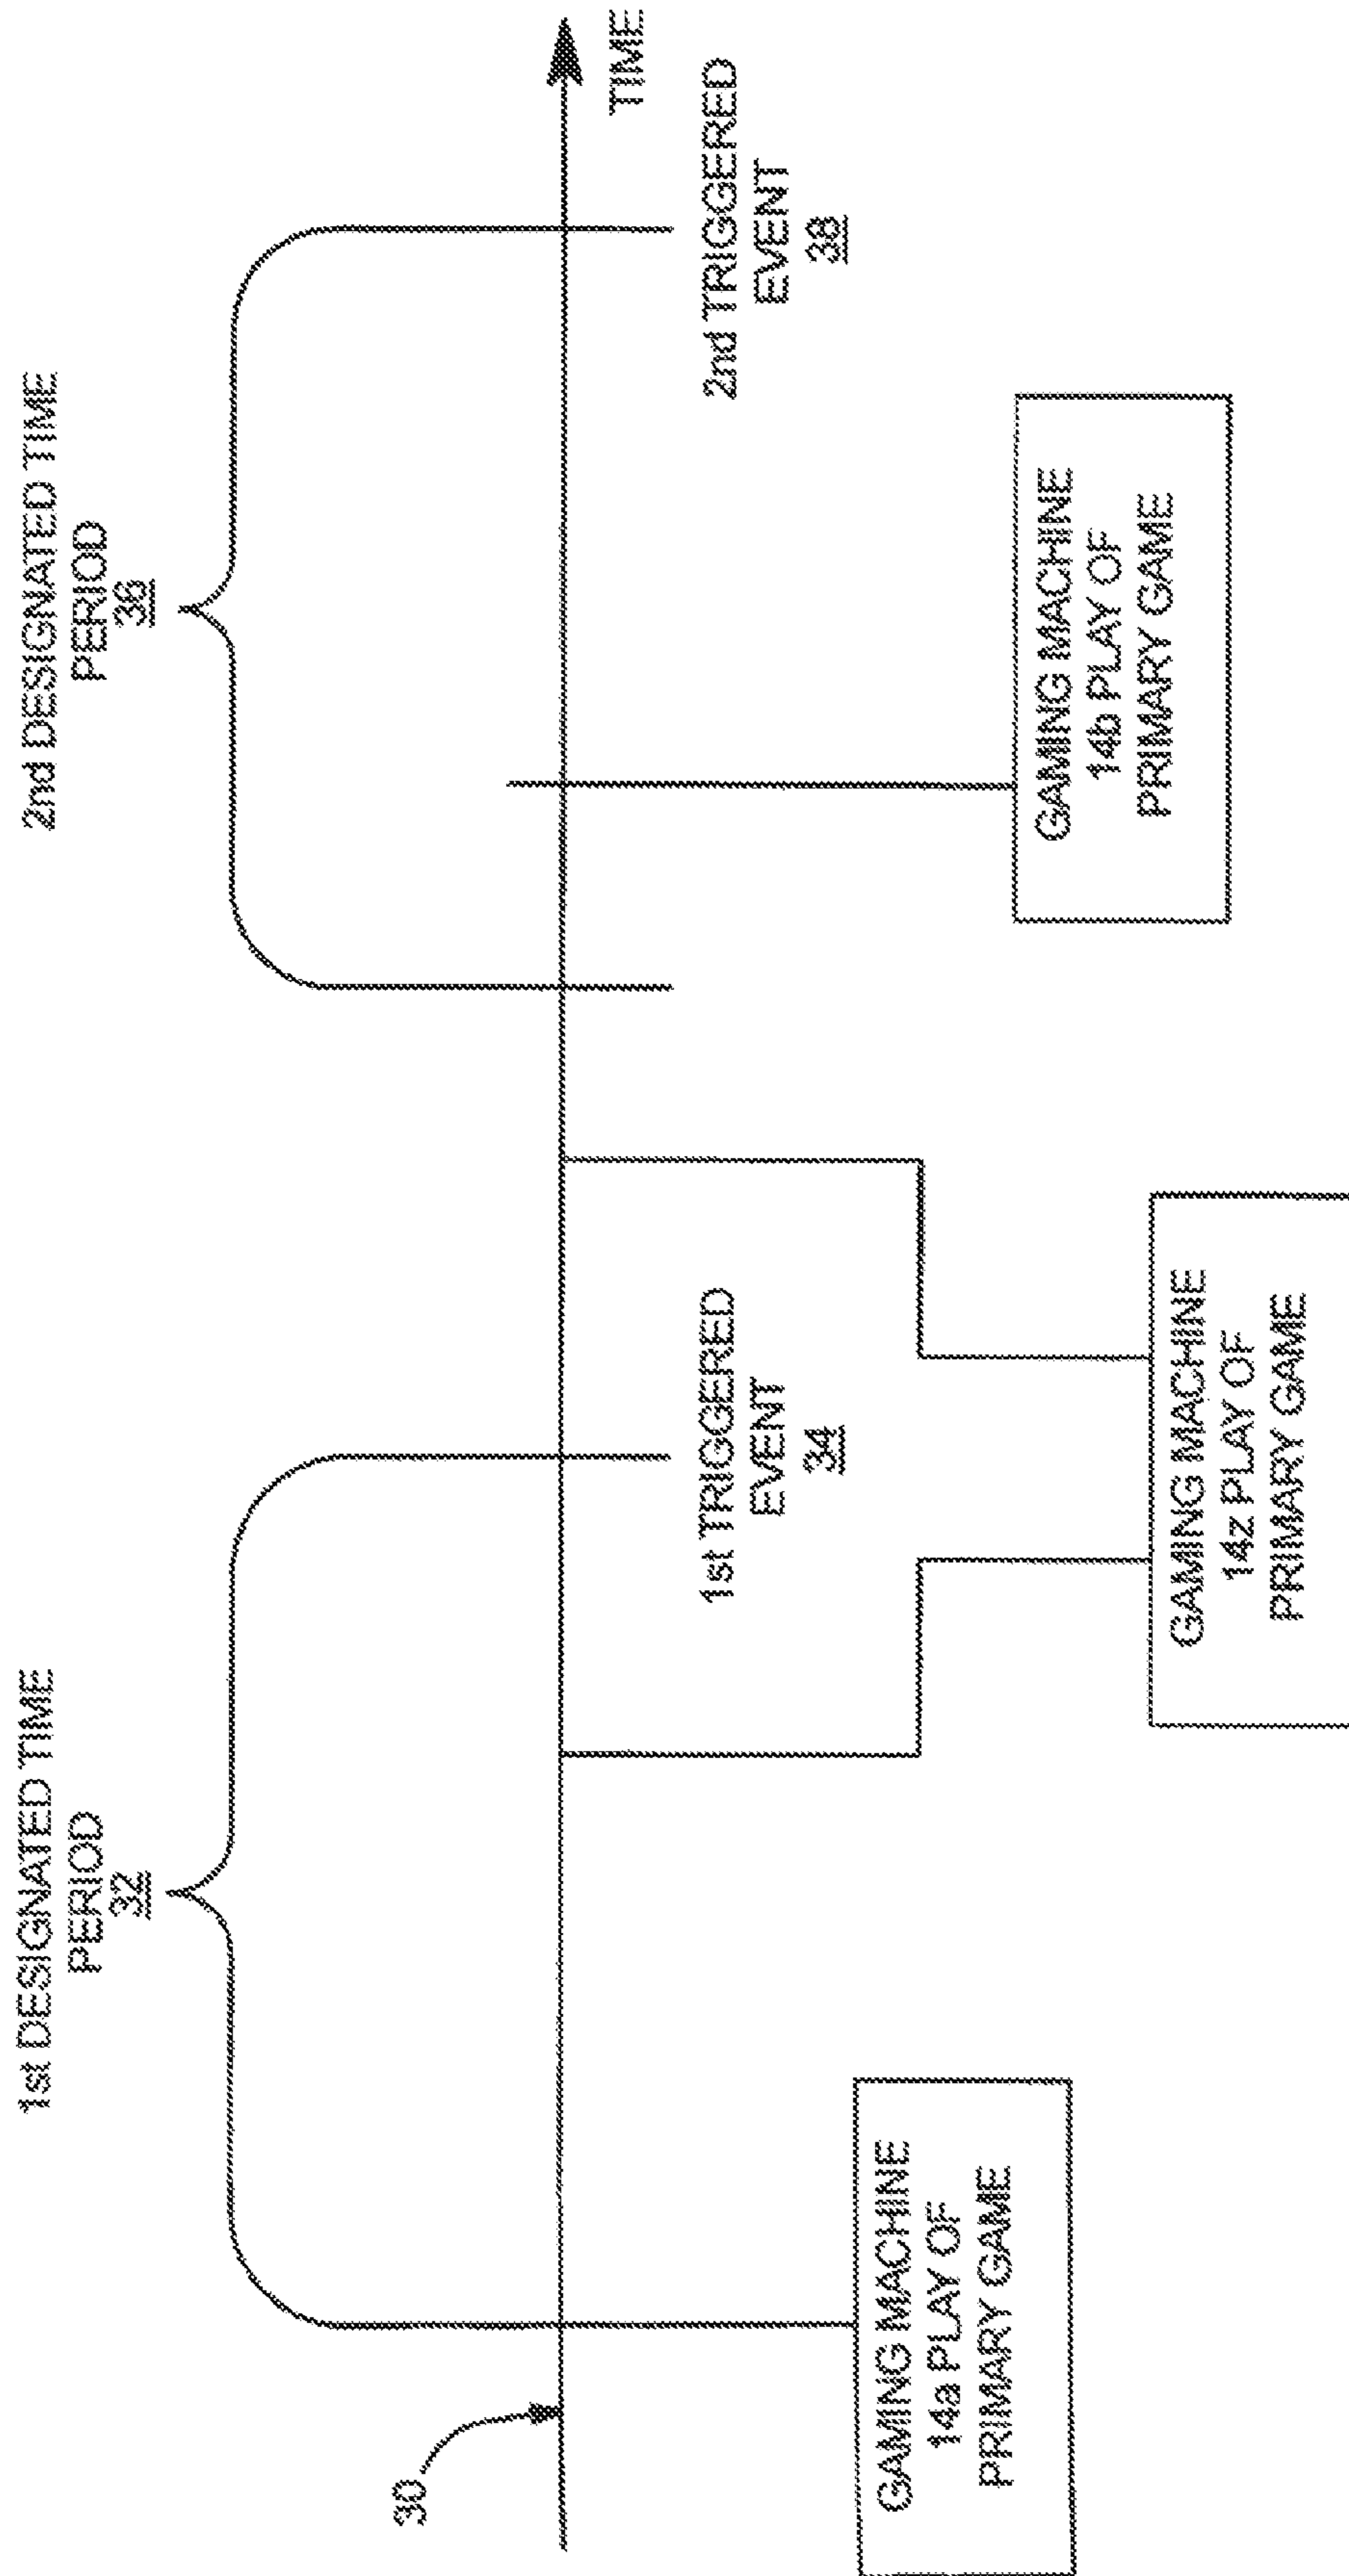 1st DESIGNATED TIME
PERIOD
32
2nd DESIGNATED TIME
PERIOD
36
30
TIME
1st TRIGGERED
EVENT
34
2nd TRIGGERED
EVENT
38
GAMING MACHINE
14a PLAY OF
PRIMARY GAME
GAMING MACHINE
14z PLAY OF
PRIMARY GAME
GAMING MACHINE
14b PLAY OF
PRIMARY GAME